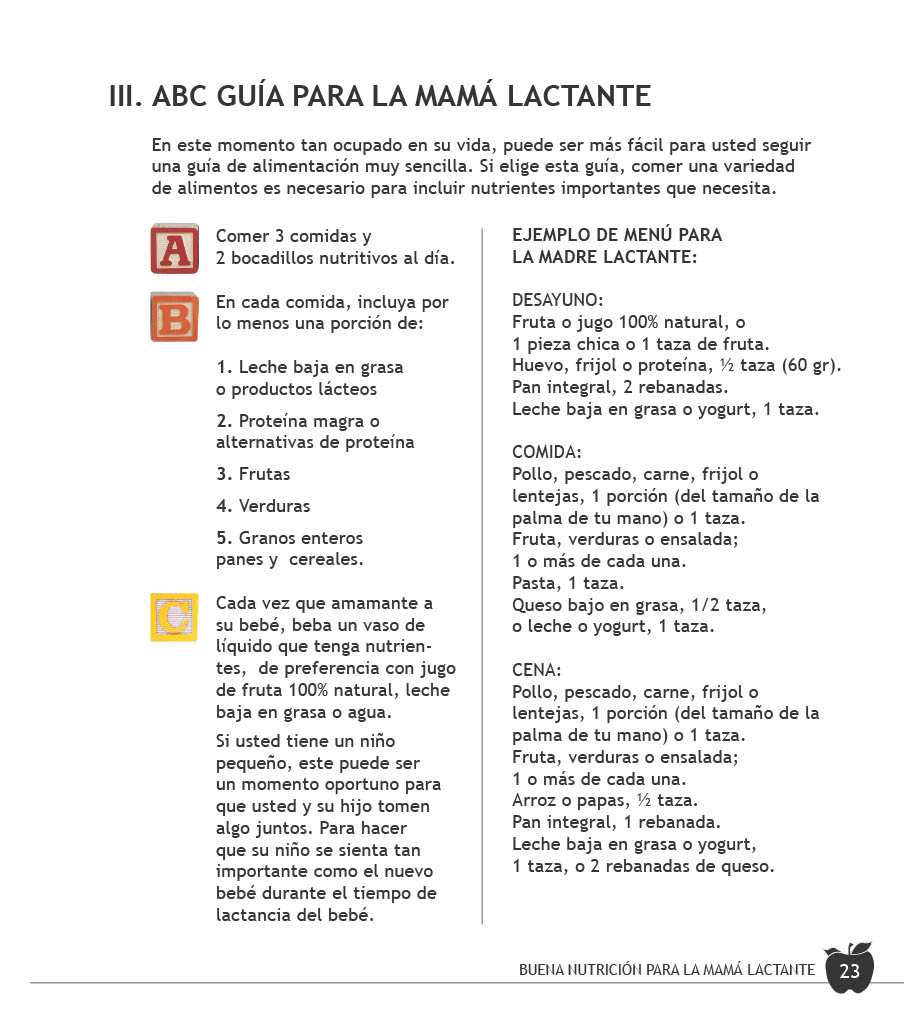 III. ABC GUÍA PARA LA MAMÁ LACTANTE
En este momento tan ocupado en su vida, puede ser más fácil para usted seguir
una guía de alimentación muy sencilla. Si elige esta guía, comer una variedad
de alimentos es necesario para incluir nutrientes importantes que necesita.
A
Comer 3 comidas y
2 bocadillos nutritivos al día.
B
En cada comida, incluya por
lo menos una porción de:
1. Leche baja en grasa
o productos lácteos
2. Proteína magra o
alternativas de proteína
3. Frutas
4. Verduras
5. Granos enteros
panes y  cereales.
C
Cada vez que amamante a
su bebé, beba un vaso de
líquido que tenga nutrien-
tes,  de preferencia con jugo
de fruta 100% natural, leche
baja en grasa o agua.
Si usted tiene un niño
pequeño, este puede ser
un momento oportuno para
que usted y su hijo tomen
algo juntos. Para hacer
que su niño se sienta tan
importante como el nuevo
bebé durante el tiempo de
lactancia del bebé.
EJEMPLO DE MENÚ PARA
LA MADRE LACTANTE:
DESAYUNO:
Fruta o jugo 100% natural, o
1 pieza chica o 1 taza de fruta.
Huevo, frijol o proteína, ½ taza (60 gr).
Pan integral, 2 rebanadas.
Leche baja en grasa o yogurt, 1 taza.
COMIDA:
Pollo, pescado, carne, frijol o
lentejas, 1 porción (del tamaño de la
palma de tu mano) o 1 taza.
Fruta, verduras o ensalada;
1 o más de cada una.
Pasta, 1 taza.
Queso bajo en grasa, 1/2 taza,
o leche o yogurt, 1 taza.
CENA:
Pollo, pescado, carne, frijol o
lentejas, 1 porción (del tamaño de la
palma de tu mano) o 1 taza.
Fruta, verduras o ensalada;
1 o más de cada una.
Arroz o papas, ½ taza.
Pan integral, 1 rebanada.
Leche baja en grasa o yogurt,
1 taza, o 2 rebanadas de queso.
BUENA NUTRICIÓN PARA LA MAMÁ LACTANTE 23